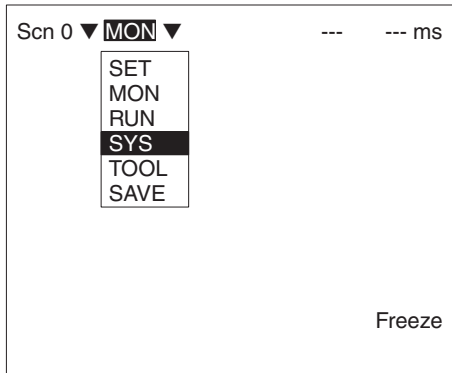 Scn 0 ▼ MON ▼ --- --- ms
SET
MON
RUN
SYS
TOOL
SAVE
Freeze